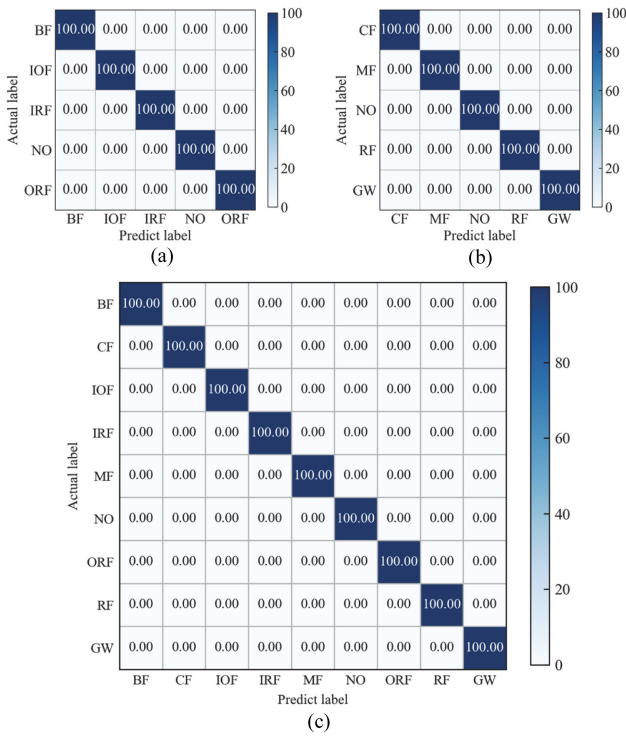 BF 100.00 0.00 0.00 0.00 0.00 100
IOF 0.00 100.00 0.00 0.00 0.00 80
IRF 0.00 0.00 100.00 0.00 0.00 60
NO 0.00 0.00 0.00 100.00 0.00 40
ORF 0.00 0.00 0.00 0.00 100.00 20
0
Actual label
BF IOF IRF NO ORF
Predict label
(a)
CF 100.00 0.00 0.00 0.00 0.00 100
MF 0.00 100.00 0.00 0.00 0.00 80
NO 0.00 0.00 100.00 0.00 0.00 60
RF 0.00 0.00 0.00 100.00 0.00 40
GW 0.00 0.00 0.00 0.00 100.00 20
0
Actual label
CF MF NO RF GW
Predict label
(b)
BF 100.00 0.00 0.00 0.00 0.00 0.00 0.00 0.00 0.00
CF 0.00 100.00 0.00 0.00 0.00 0.00 0.00 0.00 0.00
IOF 0.00 0.00 100.00 0.00 0.00 0.00 0.00 0.00 0.00
IRF 0.00 0.00 0.00 100.00 0.00 0.00 0.00 0.00 0.00
MF 0.00 0.00 0.00 0.00 100.00 0.00 0.00 0.00 0.00
NO 0.00 0.00 0.00 0.00 0.00 100.00 0.00 0.00 0.00
ORF 0.00 0.00 0.00 0.00 0.00 0.00 100.00 0.00 0.00
RF 0.00 0.00 0.00 0.00 0.00 0.00 0.00 100.00 0.00
GW 0.00 0.00 0.00 0.00 0.00 0.00 0.00 0.00 100.00
Actual label
BF CF IOF IRF MF NO ORF RF GW
Predict label
100
80
60
40
20
0
(c)